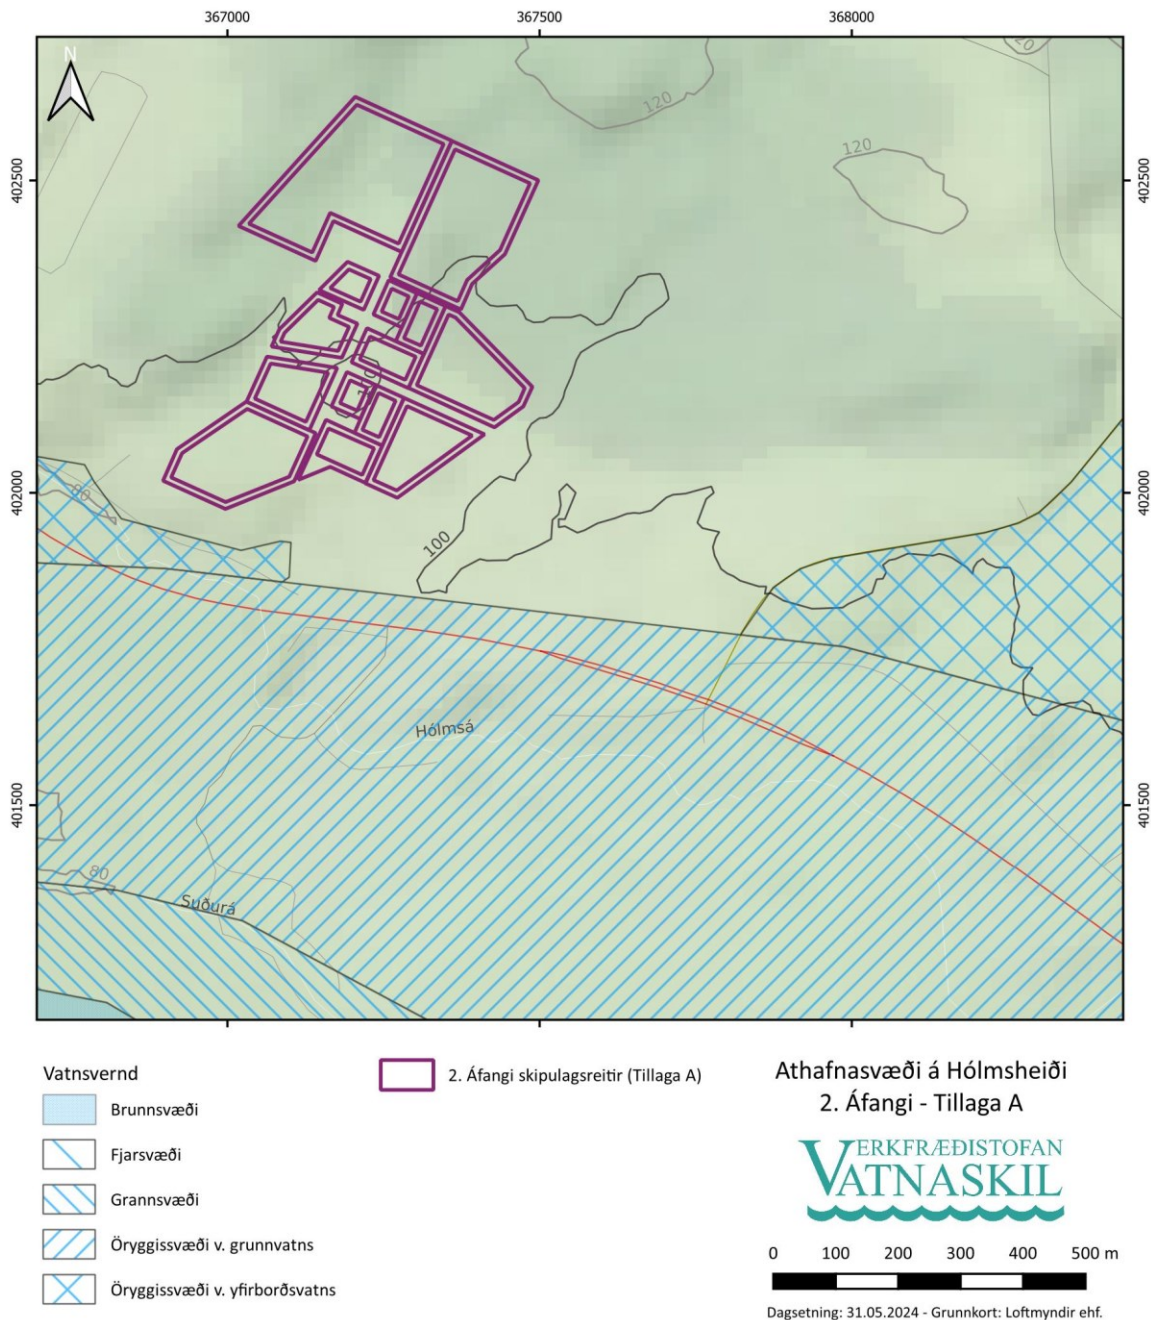 367000
367500
368000
N
120
120
20
402500
402500
110
402000
402000
80
100
Hólmsá
401500
401500
80
Suðurá
Vatnsvernd
Brunnsvæði
Fjarsvæði
Grannsvæði
Öryggissvæði v. grunnvatns
Öryggissvæði v. yfirborðsvatns
2. Áfangi skipulagsreitir (Tillaga A)
Athafnasvæði á Hólmsheiði
2. Áfangi - Tillaga A
VERKFRÆÐISTOFAN
VATNASKIL
0 100 200 300 400 500 m
Dagsetning: 31.05.2024 - Grunnkort: Loftmyndir ehf.